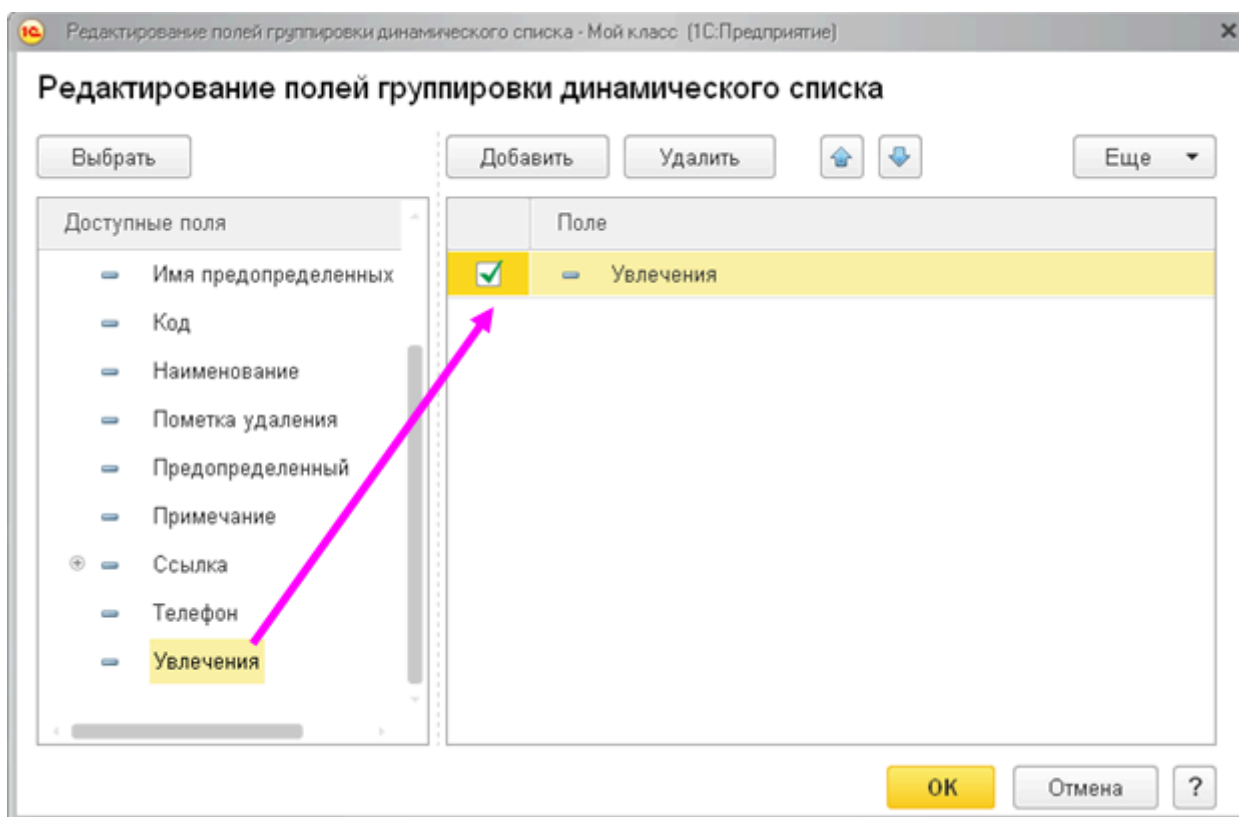 1С Редактирование полей группировки динамического списка - Мой класс (1С:Предприятие)
Редактирование полей группировки динамического списка
Выбрать
Добавить Удалить Еще
Доступные поля
Поле
Имя предопределенных
Увлечения
Код
Наименование
Пометка удаления
Предопределенный
Примечание
Ссылка
Телефон
Увлечения
ОК Отмена ?